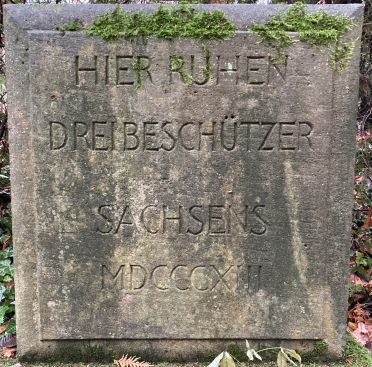 HIER RUHEN
DREI BESCHÜTZER
SACHSENS
MDCCCXIII